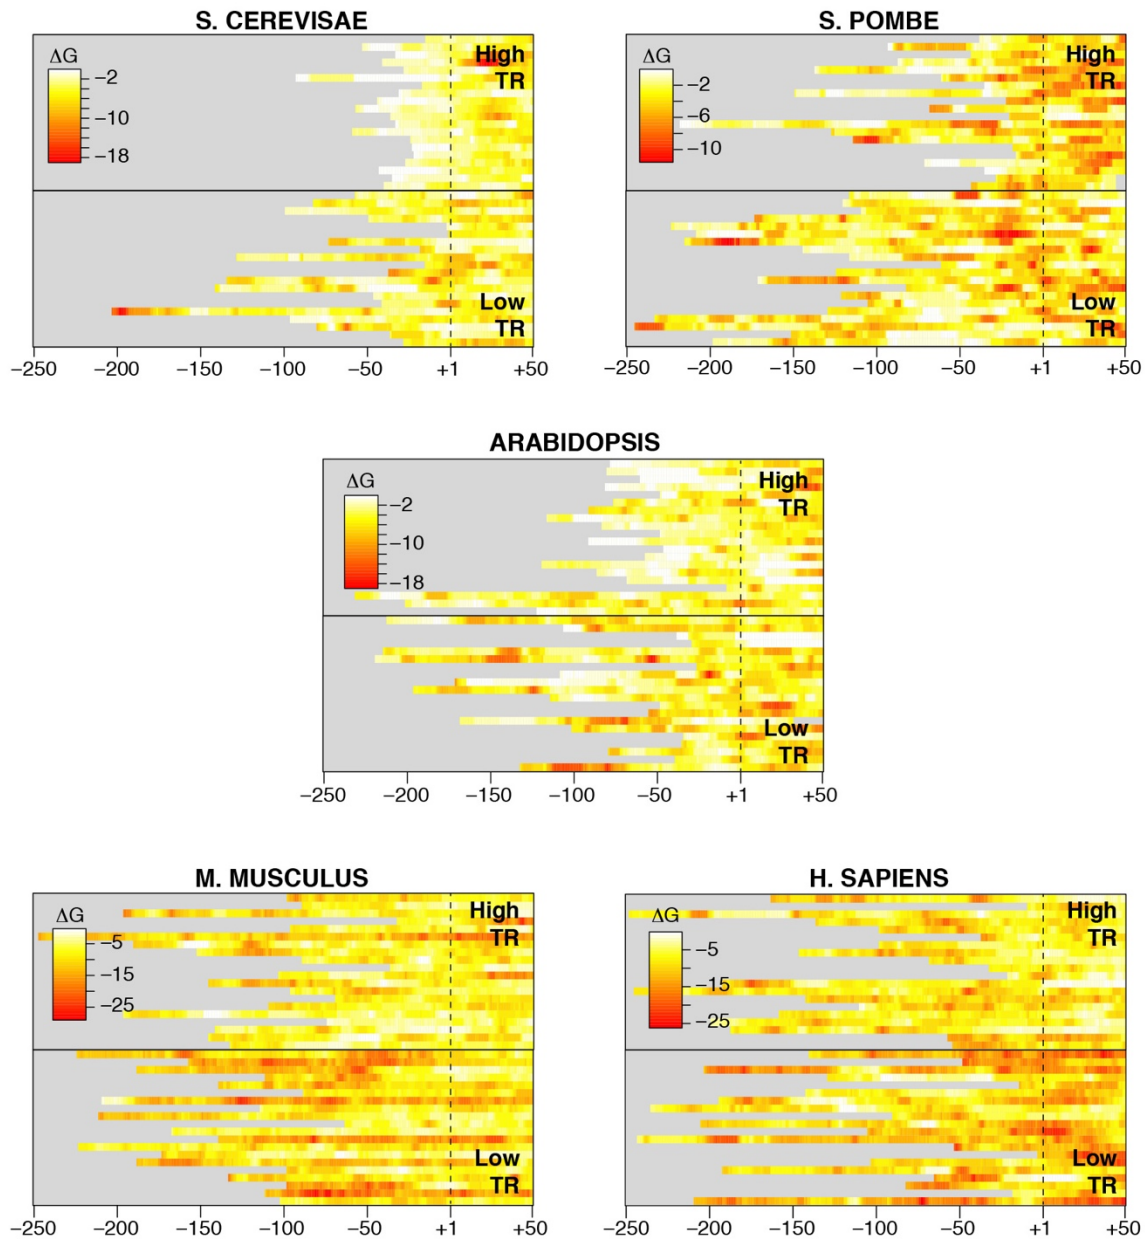 S. CEREVISAE
ΔG
−2
−10
−18
High
TR
Low
TR
−250 −200 −150 −100 −50 +1 +50
S. POMBE
ΔG
−2
−6
−10
High
TR
Low
TR
−250 −200 −150 −100 −50 +1 +50
ARABIDOPSIS
ΔG
−2
−10
−18
High
TR
Low
TR
−250 −200 −150 −100 −50 +1 +50
M. MUSCULUS
ΔG
−5
−15
−25
High
TR
Low
TR
−250 −200 −150 −100 −50 +1 +50
H. SAPIENS
ΔG
−5
−15
−25
High
TR
Low
TR
−250 −200 −150 −100 −50 +1 +50